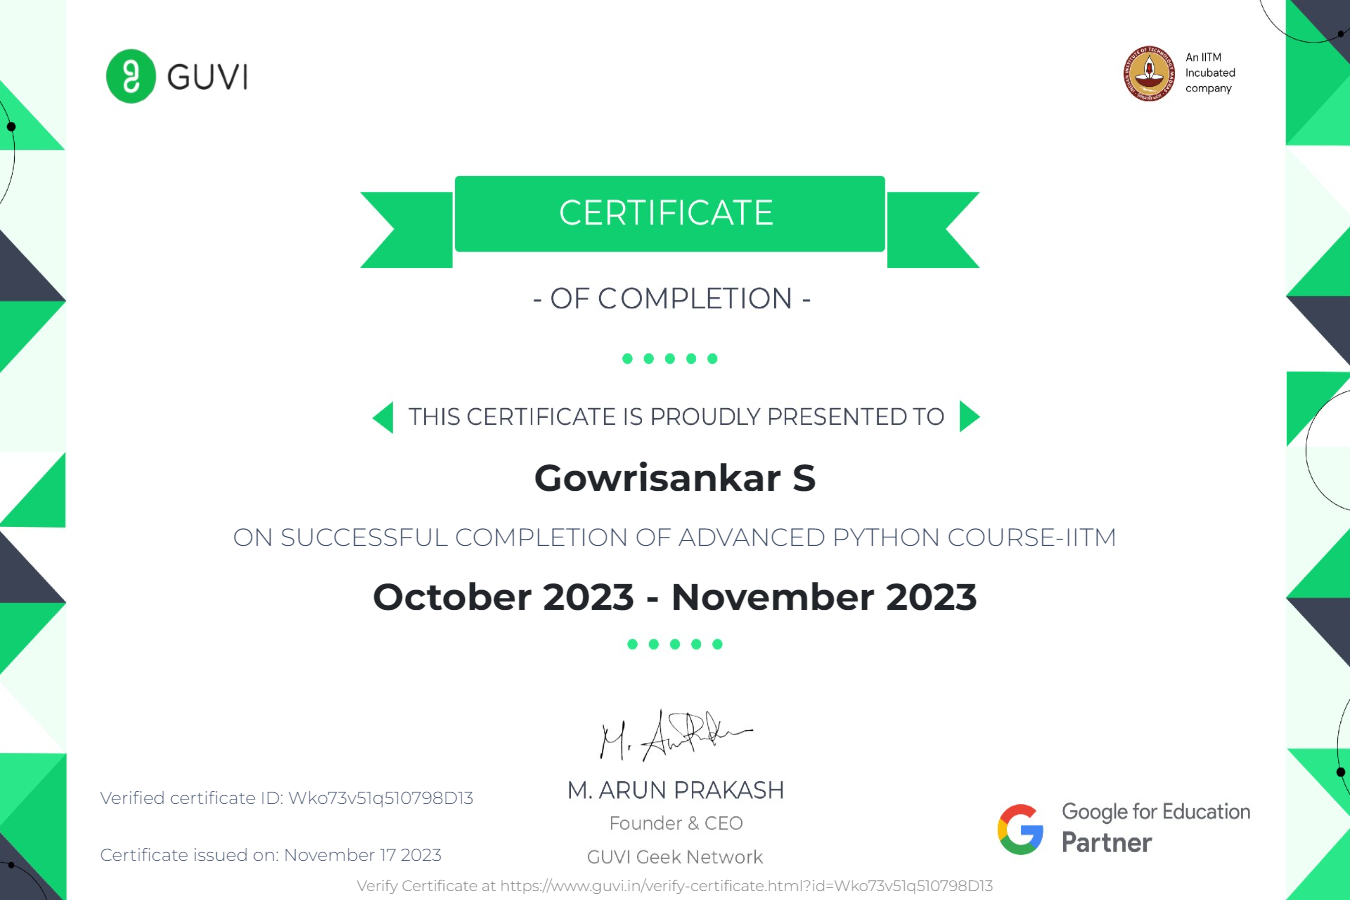 GUVI
An IITM
Incubated
company
CERTIFICATE
- OF COMPLETION -
THIS CERTIFICATE IS PROUDLY PRESENTED TO
Gowrisankar S
ON SUCCESSFUL COMPLETION OF ADVANCED PYTHON COURSE-IITM
October 2023 - November 2023
M. ARUN PRAKASH
Founder & CEO
GUVI Geek Network
Verified certificate ID: Wko73v51q510798D13
Certificate issued on: November 17 2023
Google for Education
Partner
Verify Certificate at https://www.guvi.in/verify-certificate.html?id=Wko73v51q510798D13